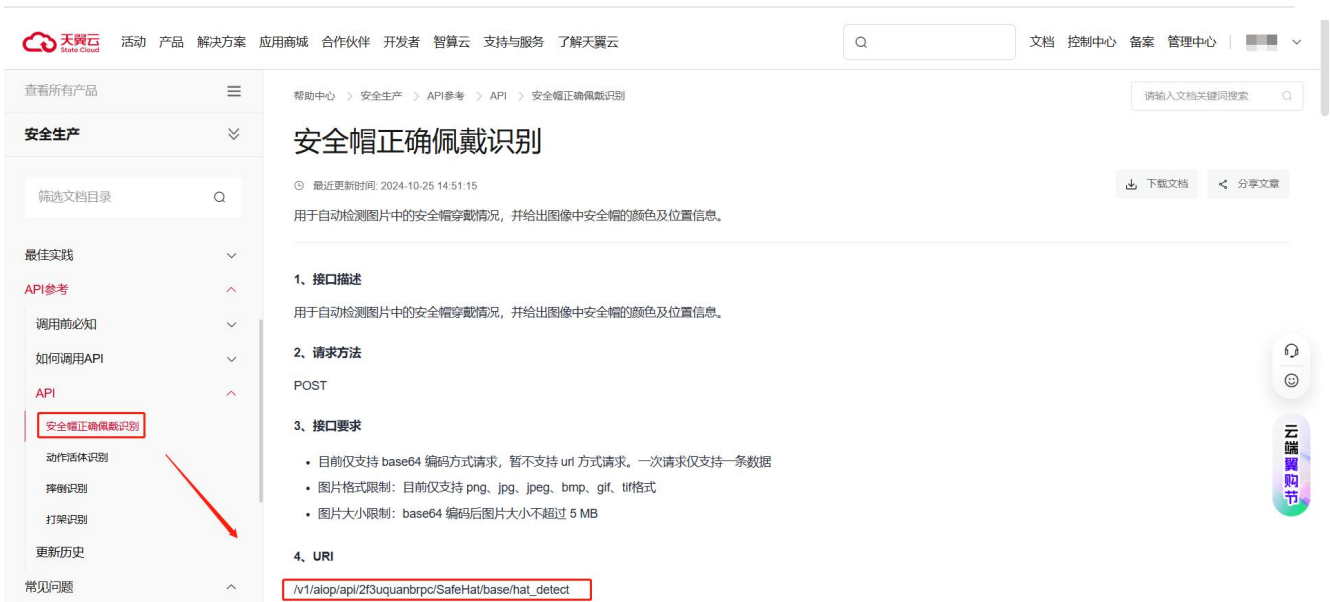 天翼云
State Cloud
活动 产品 解决方案 应用商城 合作伙伴 开发者 智算云 支持与服务 了解天翼云
文档 控制中心 备案 管理中心
查看所有产品
安全生产
筛选文档目录
最佳实践
API参考
调用前必知
如何调用API
API
安全帽正确佩戴识别
动作活体识别
摔倒识别
打架识别
更新历史
常见问题
帮助中心 > 安全生产 > API参考 > API > 安全帽正确佩戴识别
请输入文档关键词搜索
安全帽正确佩戴识别
最近更新时间: 2024-10-25 14:51:15
下载文档
分享文章
用于自动检测图片中的安全帽穿戴情况，并给出图像中安全帽的颜色及位置信息。
1、接口描述
用于自动检测图片中的安全帽穿戴情况，并给出图像中安全帽的颜色及位置信息。
2、请求方法
POST
3、接口要求
• 目前仅支持 base64 编码方式请求，暂不支持 url 方式请求。一次请求仅支持一条数据
• 图片格式限制：目前仅支持 png、jpg、jpeg、bmp、gif、tif格式
• 图片大小限制：base64 编码后图片大小不超过 5 MB
4、URI
/v1/aiop/api/2f3uquanbrpc/SafeHat/base/hat_detect
云端翼购节